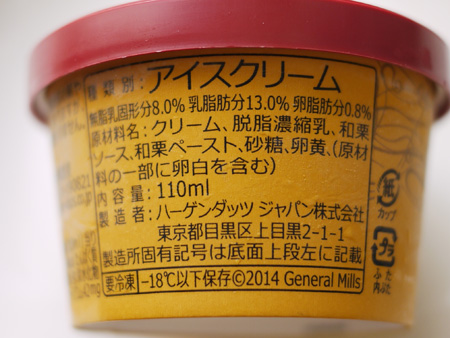 種類別:アイスクリーム
無脂乳固形分8.0% 乳脂肪分13.0% 卵脂肪分0.8%
原材料名:クリーム、脱脂濃縮乳、和栗
ソース、和栗ペースト、砂糖、卵黄、(原材
料の一部に卵白を含む)
内容量:110ml
製造者:ハーゲンダッツ ジャパン株式会社
東京都目黒区上目黒2-1-1
製造所固有記号は底面上段左に記載
要冷凍 -18℃以下保存©2014 General Mills
紙
カップ
プラ
ふた
内ぶた